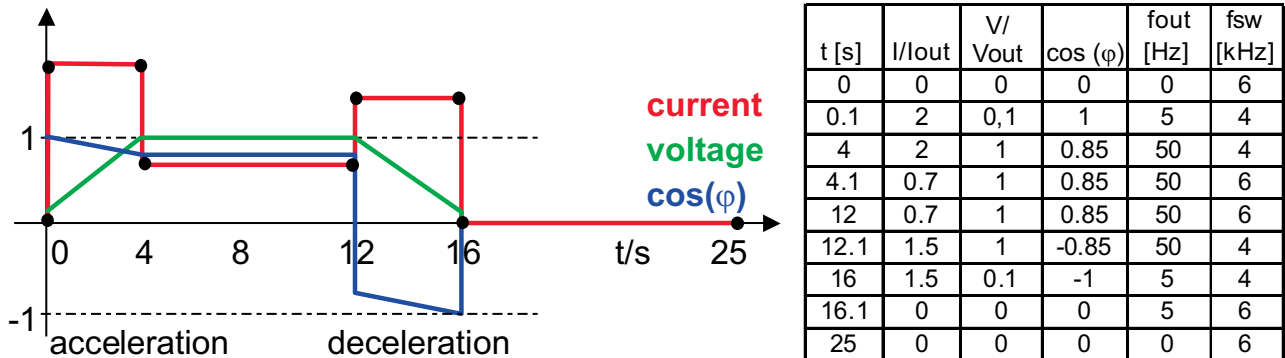 1
-1
0 4 8 12 16 t/s 25
acceleration deceleration
current
voltage
cos(φ)
t [s] I/Iout V/ Vout cos (φ) fout [Hz] fsw [kHz]
0 0 0 0 0 6
0.1 2 0,1 1 5 4
4 2 1 0.85 50 4
4.1 0.7 1 0.85 50 6
12 0.7 1 0.85 50 6
12.1 1.5 1 -0.85 50 4
16 1.5 0.1 -1 5 4
16.1 0 0 0 5 6
25 0 0 0 0 6